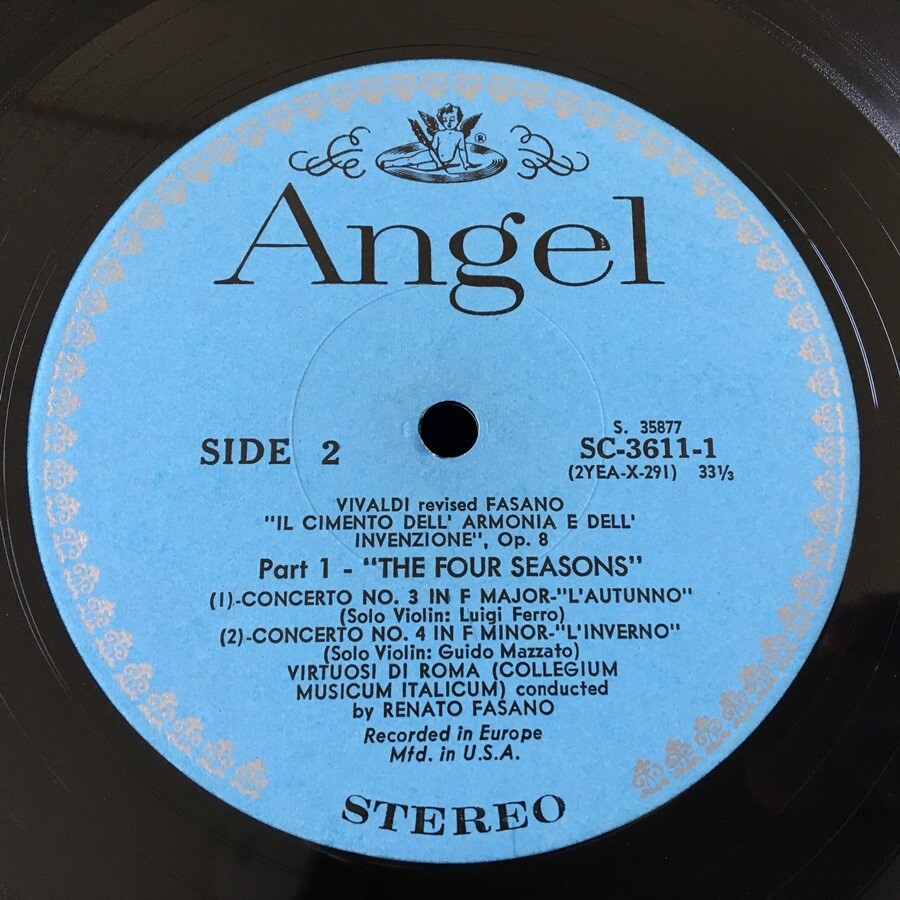 ®
Angel
SIDE 2
S. 35877
SC-3611-1
(2YEA-X-291) 33⅓
VIVALDI revised FASANO
"IL CIMENTO DELL' ARMONIA E DELL'
INVENZIONE", Op. 8
Part 1 - "THE FOUR SEASONS"
(1)-CONCERTO NO. 3 IN F MAJOR-"L'AUTUNNO"
(Solo Violin: Luigi Ferro)
(2)-CONCERTO NO. 4 IN F MINOR-"L'INVERNO"
(Solo Violin: Guido Mazzato)
VIRTUOSI DI ROMA (COLLEGIUM
MUSICUM ITALICUM) conducted
by RENATO FASANO
Recorded in Europe
Mfd. in U.S.A.
STEREO